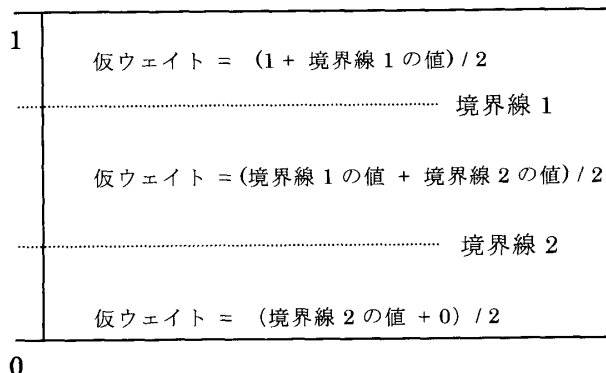 1
仮ウェイト = (1 + 境界線 1 の値) / 2
境界線 1
仮ウェイト = (境界線 1 の値 + 境界線 2 の値) / 2
境界線 2
仮ウェイト = (境界線 2 の値 + 0) / 2
0